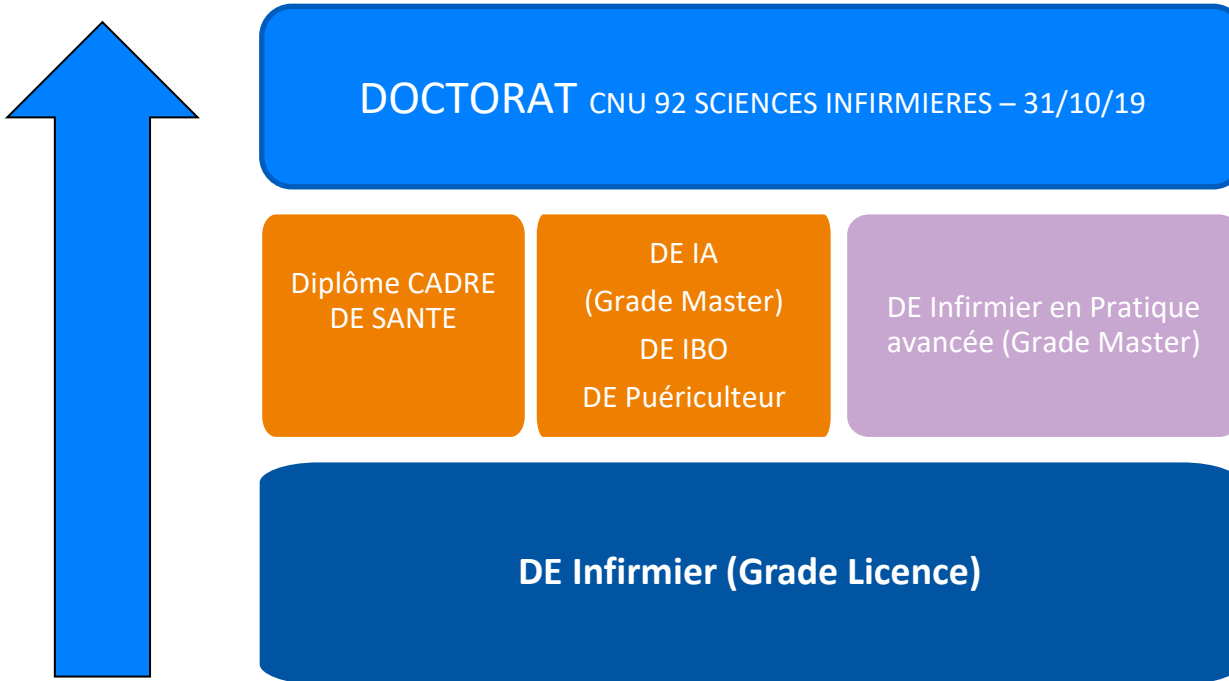 DOCTORAT CNU 92 SCIENCES INFIRMIERES – 31/10/19
Diplôme CADRE
DE SANTE
DE IA
(Grade Master)
DE IBO
DE Puériculteur
DE Infirmier en Pratique
avancée (Grade Master)
DE Infirmier (Grade Licence)